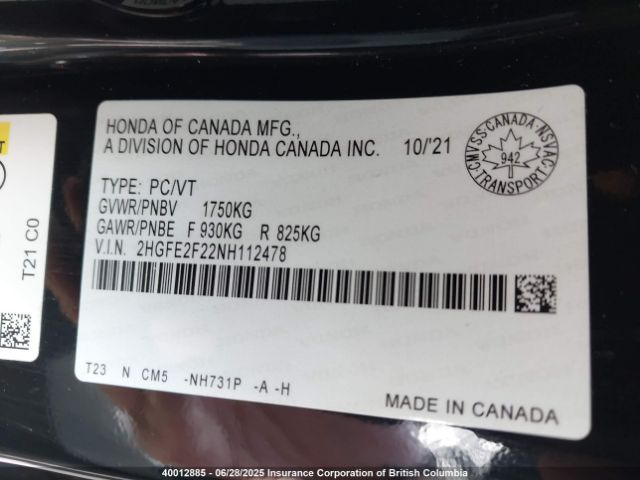 HONDA OF CANADA MFG.,
A DIVISION OF HONDA CANADA INC. 10/'21
CMVSS CANADA NSVAC
942
TRANSPORT
TYPE: PC/VT
GVWR/PNBV 1750KG
GAWR/PNBE F 930KG R 825KG
V.I.N. 2HGFE2F22NH112478
T23 N CM5 -NH731P -A -H
MADE IN CANADA
T21 C0
40012885 - 06/28/2025 Insurance Corporation of British Columbia